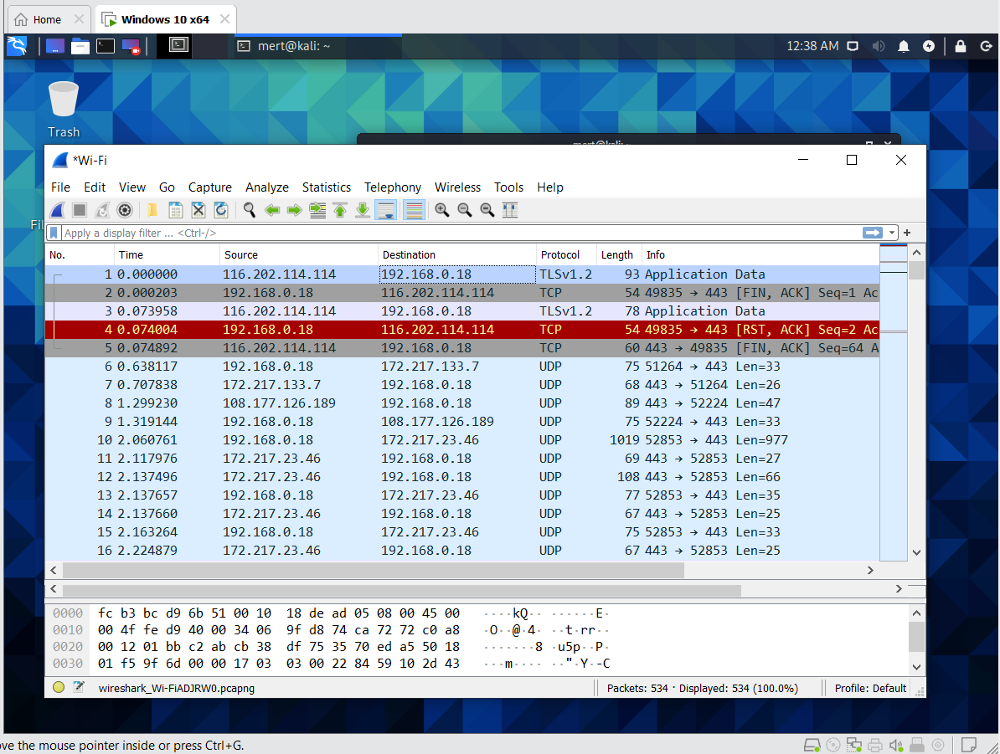 Home
Windows 10 x64
mert@kali: ~
12:38 AM
Trash
*Wi-Fi
File Edit View Go Capture Analyze Statistics Telephony Wireless Tools Help
Apply a display filter ... <Ctrl-/>
No. Time Source Destination Protocol Length Info
1 0.000000 116.202.114.114 192.168.0.18 TLSv1.2 93 Application Data
2 0.000203 192.168.0.18 116.202.114.114 TCP 54 49835 → 443 [FIN, ACK] Seq=1 Ac
3 0.073958 116.202.114.114 192.168.0.18 TLSv1.2 78 Application Data
4 0.074004 192.168.0.18 116.202.114.114 TCP 54 49835 → 443 [RST, ACK] Seq=2 Ac
5 0.074892 116.202.114.114 192.168.0.18 TCP 60 443 → 49835 [FIN, ACK] Seq=64 A
6 0.638117 192.168.0.18 172.217.133.7 UDP 75 51264 → 443 Len=33
7 0.707838 172.217.133.7 192.168.0.18 UDP 68 443 → 51264 Len=26
8 1.299230 108.177.126.189 192.168.0.18 UDP 89 443 → 52224 Len=47
9 1.319144 192.168.0.18 108.177.126.189 UDP 75 52224 → 443 Len=33
10 2.060761 192.168.0.18 172.217.23.46 UDP 1019 52853 → 443 Len=977
11 2.117976 172.217.23.46 192.168.0.18 UDP 69 443 → 52853 Len=27
12 2.137496 172.217.23.46 192.168.0.18 UDP 108 443 → 52853 Len=66
13 2.137657 192.168.0.18 172.217.23.46 UDP 77 52853 → 443 Len=35
14 2.137660 172.217.23.46 192.168.0.18 UDP 67 443 → 52853 Len=25
15 2.163264 192.168.0.18 172.217.23.46 UDP 75 52853 → 443 Len=33
16 2.224879 172.217.23.46 192.168.0.18 UDP 67 443 → 52853 Len=25
0000 fc b3 bc d9 6b 51 00 10 18 de ad 05 08 00 45 00 ····kQ·· ······E·
0010 00 4f fe d9 40 00 34 06 9f d8 74 ca 72 72 c0 a8 ·O··@·4· ··t·rr··
0020 00 12 01 bb c2 ab cb 38 df 75 35 70 ed a5 50 18 ·······8 ·u5p··P·
0030 01 f5 9f 6d 00 00 17 03 03 00 22 84 59 10 2d 43 ···m···· ··"·Y·-C
wireshark_Wi-FiADJRW0.pcapng
Packets: 534 · Displayed: 534 (100.0%)
Profile: Default
ove the mouse pointer inside or press Ctrl+G.